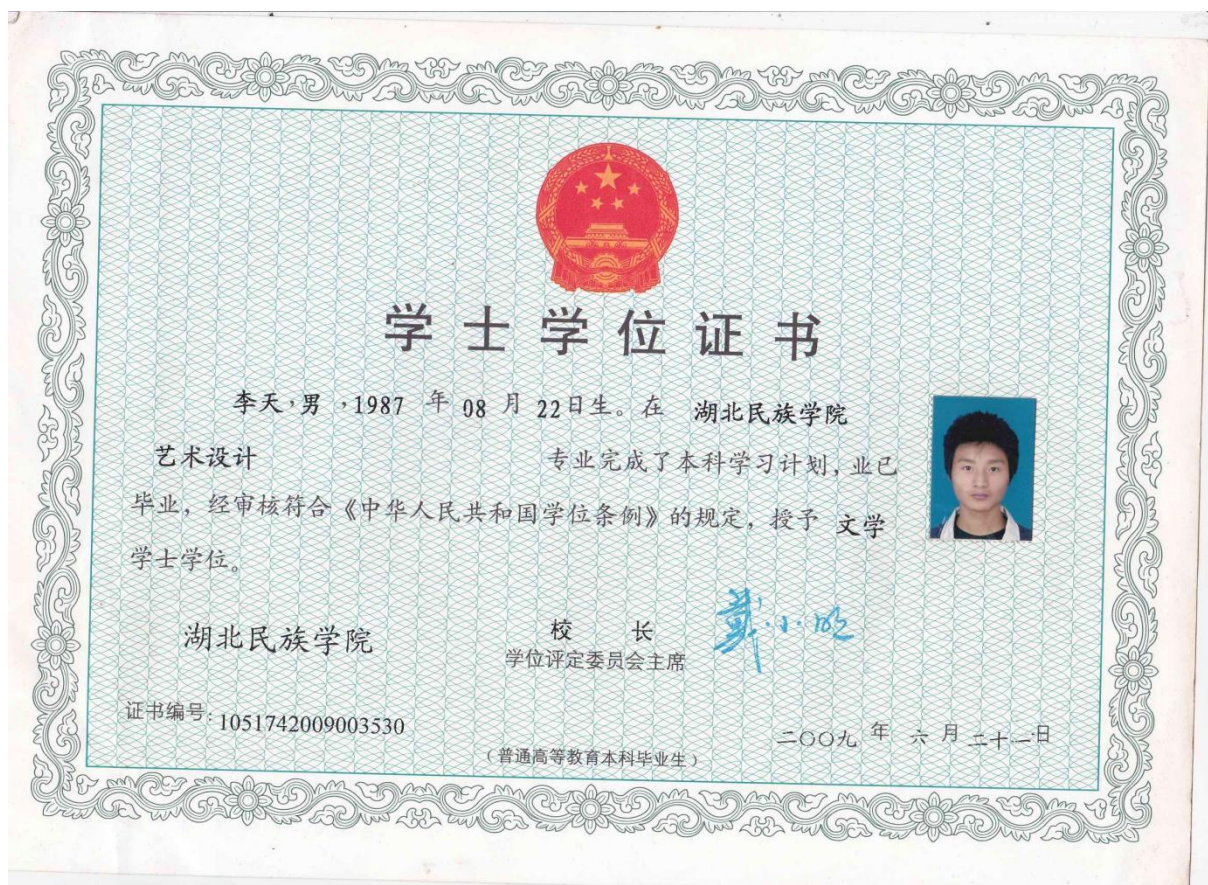 学士学位证书
李天，男，1987 年 08 月 22日生。在 湖北民族学院
艺术设计 专业完成了本科学习计划，业已
毕业，经审核符合《中华人民共和国学位条例》的规定，授予 文学
学士学位。
湖北民族学院
校 长 戴小明
学位评定委员会主席
证书编号：1051742009003530
二〇〇九 年 六 月 二十一日
（普通高等教育本科毕业生）